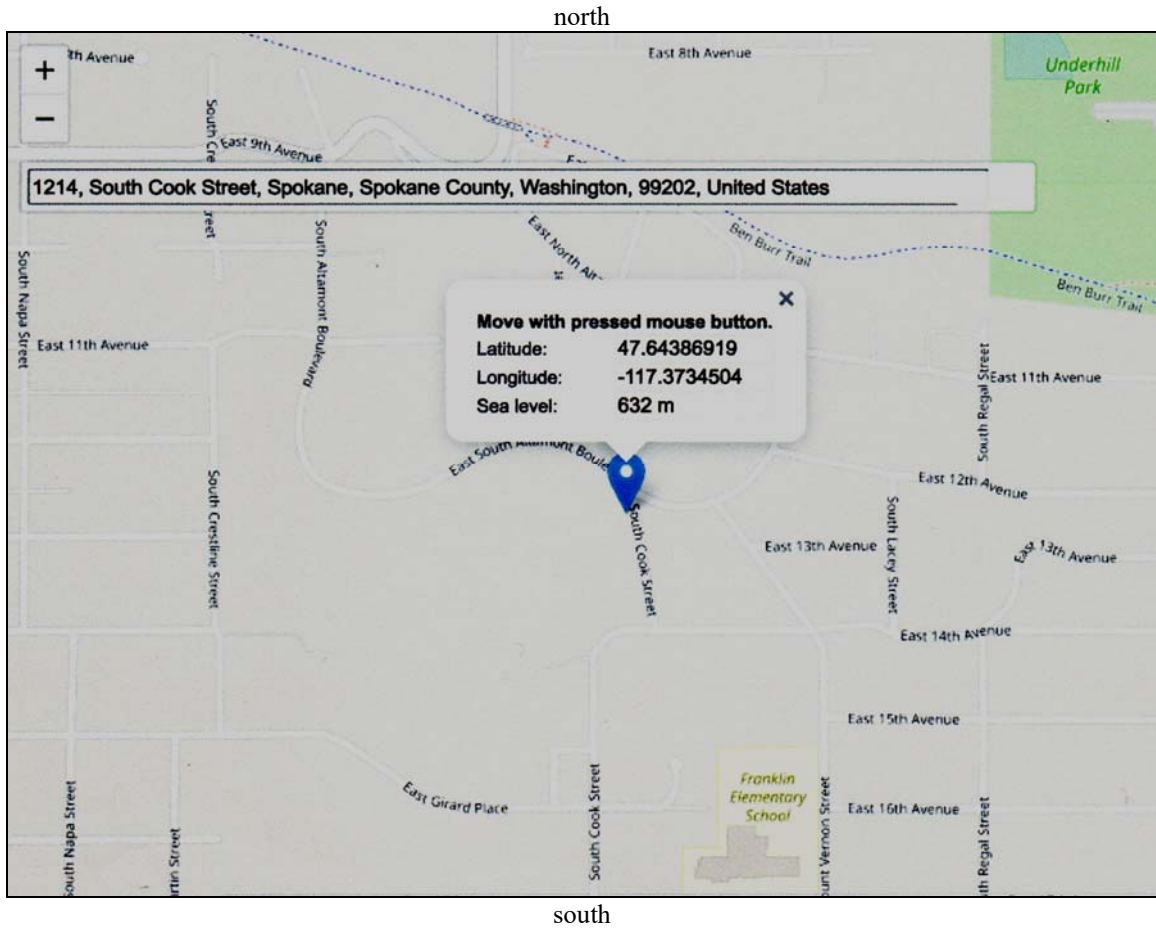 north
+
th Avenue
East 8th Avenue
Underhill
Park
−
South Cre
reet
East 9th Avenue
1214, South Cook Street, Spokane, Spokane County, Washington, 99202, United States
East North Alt
Ben Burr Trail
Ben Burr Trail
South Napa Street
South Altamont Boulevard
×
Move with pressed mouse button.
Latitude: 47.64386919
Longitude: -117.3734504
Sea level: 632 m
East 11th Avenue
East 11th Avenue
South Regal Street
East South Altamont Boule
East 12th Avenue
South Crestline Street
South Cook Street
East 13th Avenue
South Lacey Street
East 13th Avenue
East 14th Avenue
East 15th Avenue
East Girard Place
Franklin
Elementary
School
East 16th Avenue
South Napa Street
artin Street
South Cook Street
ount Vernon Street
th Regal Street
south